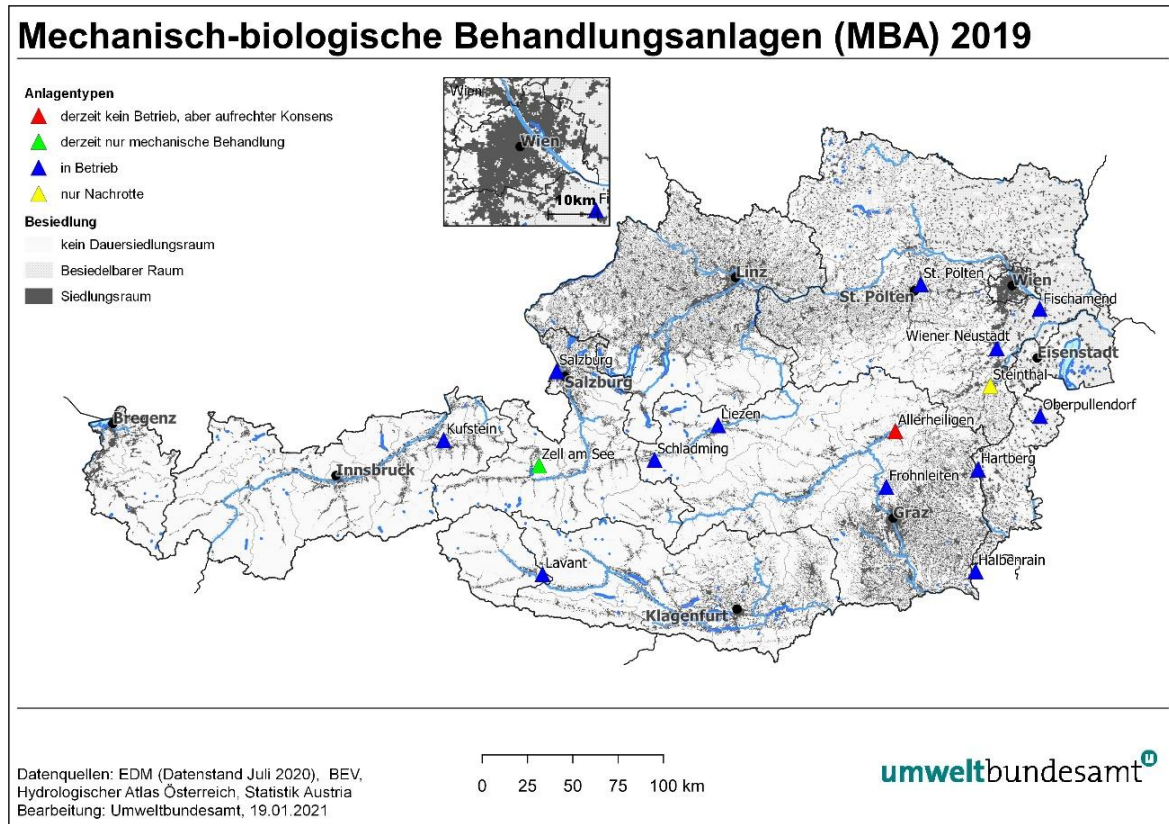 Mechanisch-biologische Behandlungsanlagen (MBA) 2019
Anlagentypen
derzeit kein Betrieb, aber aufrechter Konsens
derzeit nur mechanische Behandlung
in Betrieb
nur Nachrotte
Besiedlung
kein Dauersiedlungsraum
Besiedelbarer Raum
Siedlungsraum
Wien
Wien
10km
Fi
Linz
St. Pölten
St. Pölten
Wien
Fischamend
Wiener Neustadt
Eisenstadt
Salzburg
Salzburg
Steinthal
Bregenz
Kufstein
Liezen
Allerheiligen
Oberpullendorf
Innsbruck
Zell am See
Schladming
Hartberg
Frohnleiten
Graz
Lavant
Halbenrain
Klagenfurt
Datenquellen: EDM (Datenstand Juli 2020), BEV,
Hydrologischer Atlas Österreich, Statistik Austria
Bearbeitung: Umweltbundesamt, 19.01.2021
0 25 50 75 100 km
umweltbundesamt U